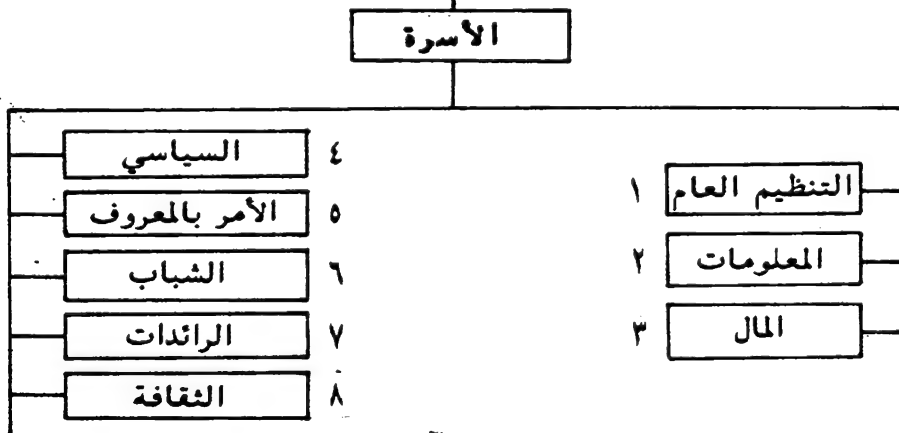 الأسرة
١ التنظيم العام
٢ المعلومات
٣ المال
٤ السياسي
٥ الأمر بالمعروف
٦ الشباب
٧ الرائدات
٨ الثقافة